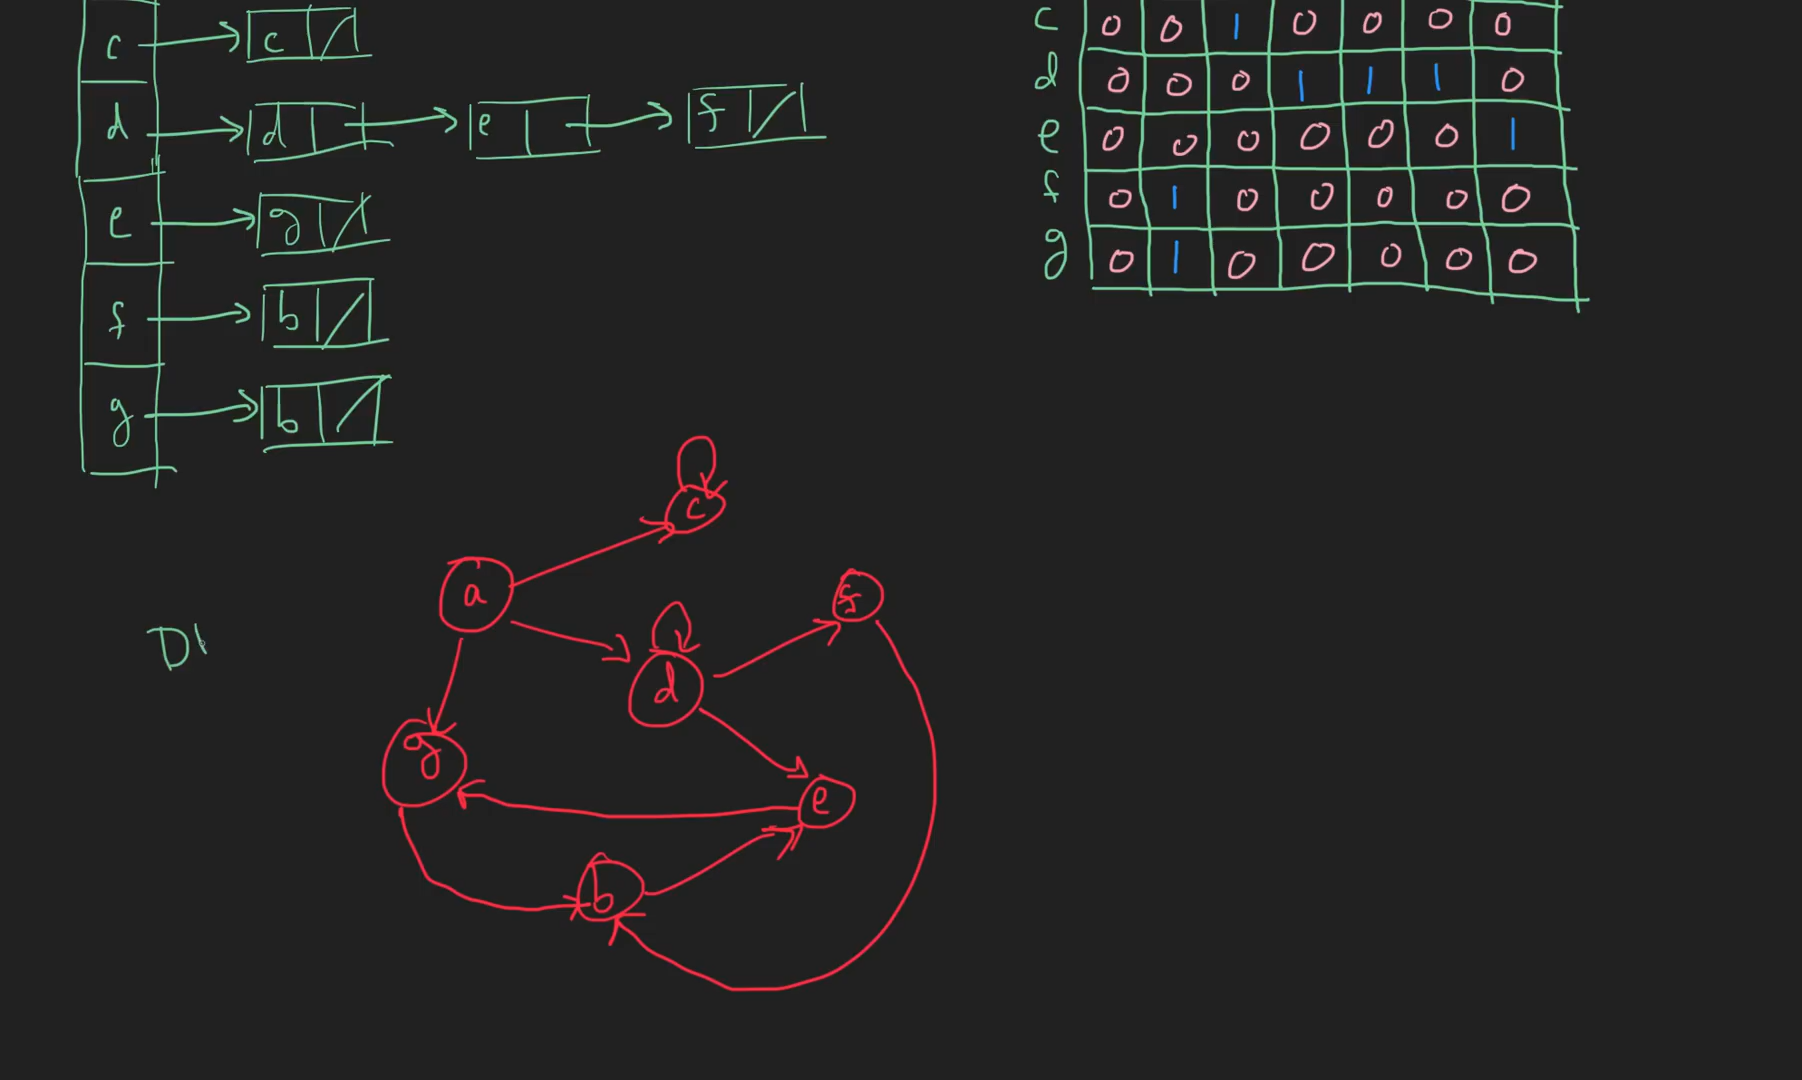 c c
d d e f
e g
f b
g b
c 0 0 1 0 0 0 0
d 0 0 0 1 1 1 0
e 0 0 0 0 0 0 1
f 0 1 0 0 0 0 0
g 0 1 0 0 0 0 0
c
a
f
d
g
e
b